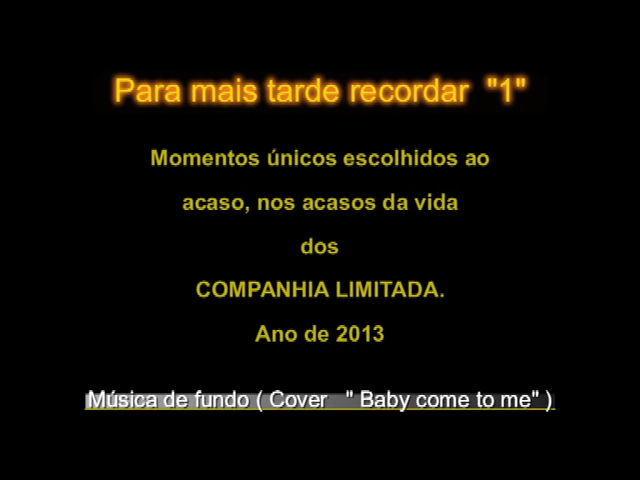 Para mais tarde recordar "1"
Momentos únicos escolhidos ao
acaso, nos acasos da vida
dos
COMPANHIA LIMITADA.
Ano de 2013
Música de fundo ( Cover " Baby come to me" )